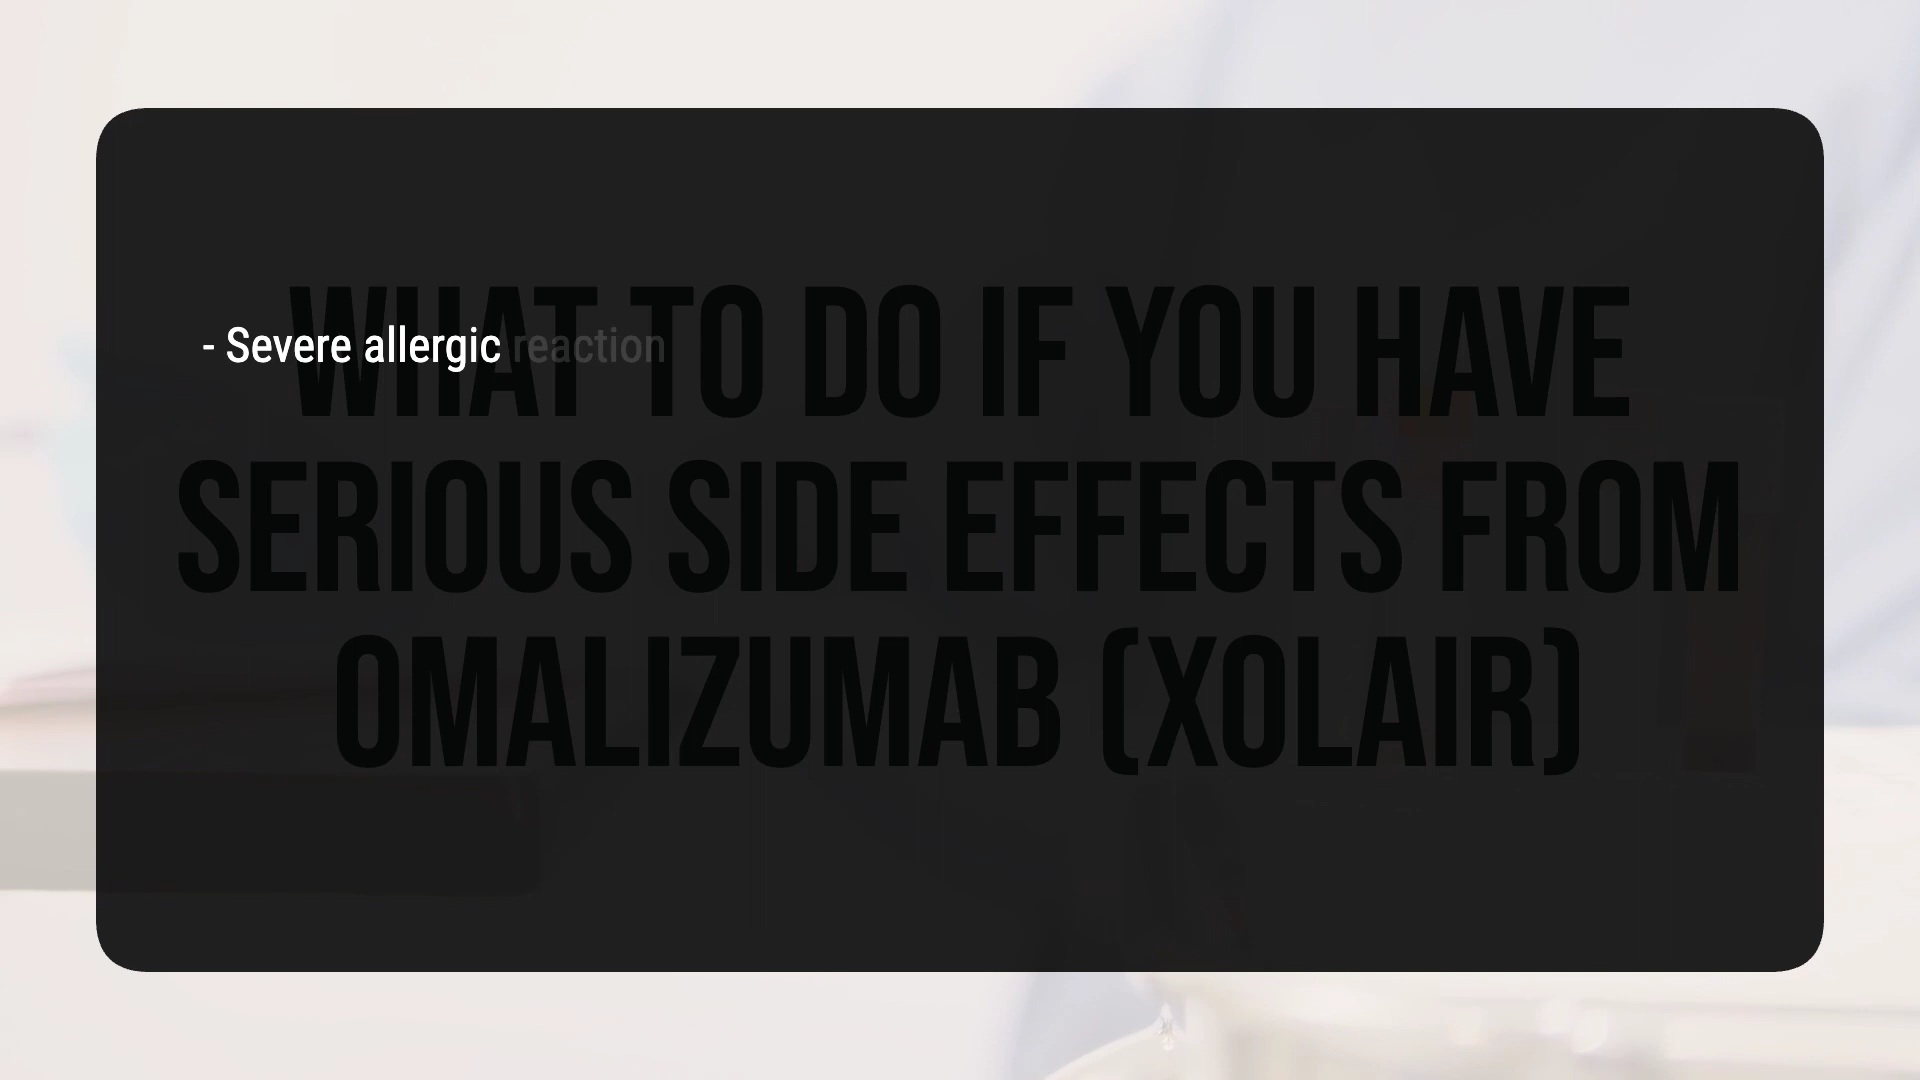 WHAT TO DO IF YOU HAVE
- Severe allergic reaction
SERIOUS SIDE EFFECTS FROM
OMALIZUMAB (XOLAIR)